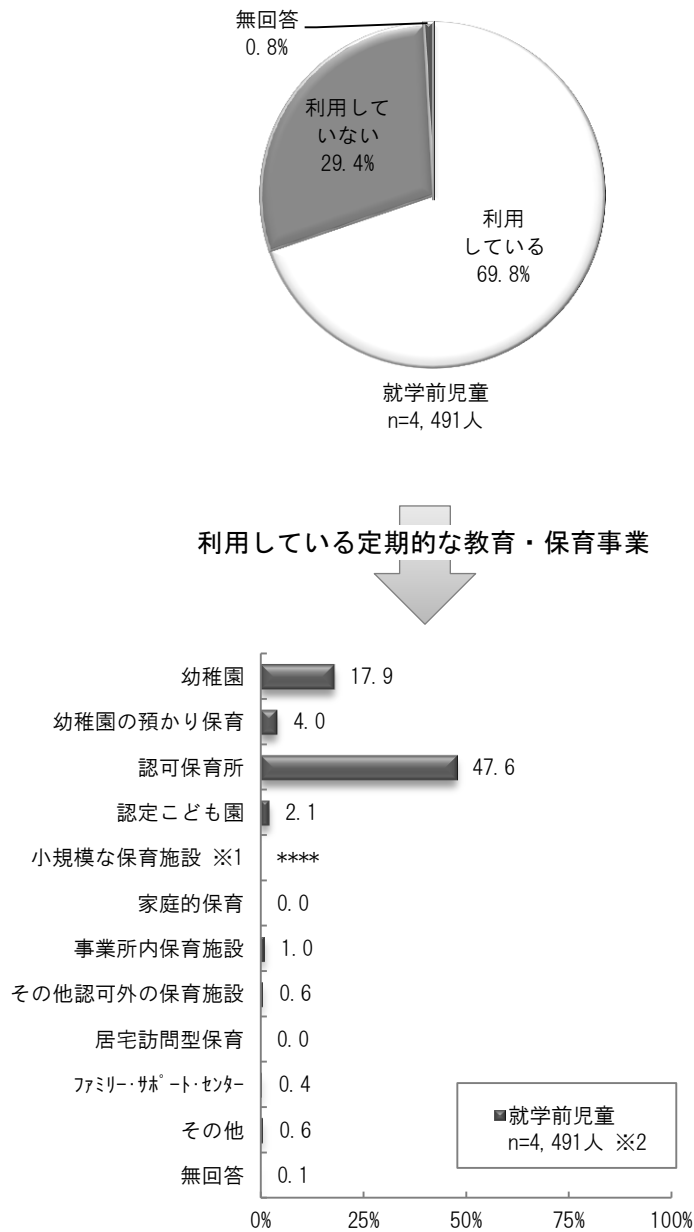 無回答
0.8%
利用して
いない
29.4%
利用
している
69.8%
就学前児童
n=4,491人
利用している定期的な教育・保育事業
幼稚園 17.9
幼稚園の預かり保育 4.0
認可保育所 47.6
認定こども園 2.1
小規模な保育施設 ※1 ****
家庭的保育 0.0
事業所内保育施設 1.0
その他認可外の保育施設 0.6
居宅訪問型保育 0.0
ﾌｧﾐﾘｰ･ｻﾎﾟｰﾄ･ｾﾝﾀｰ 0.4
その他 0.6
無回答 0.1
就学前児童
n=4,491人 ※2
0% 25% 50% 75% 100%